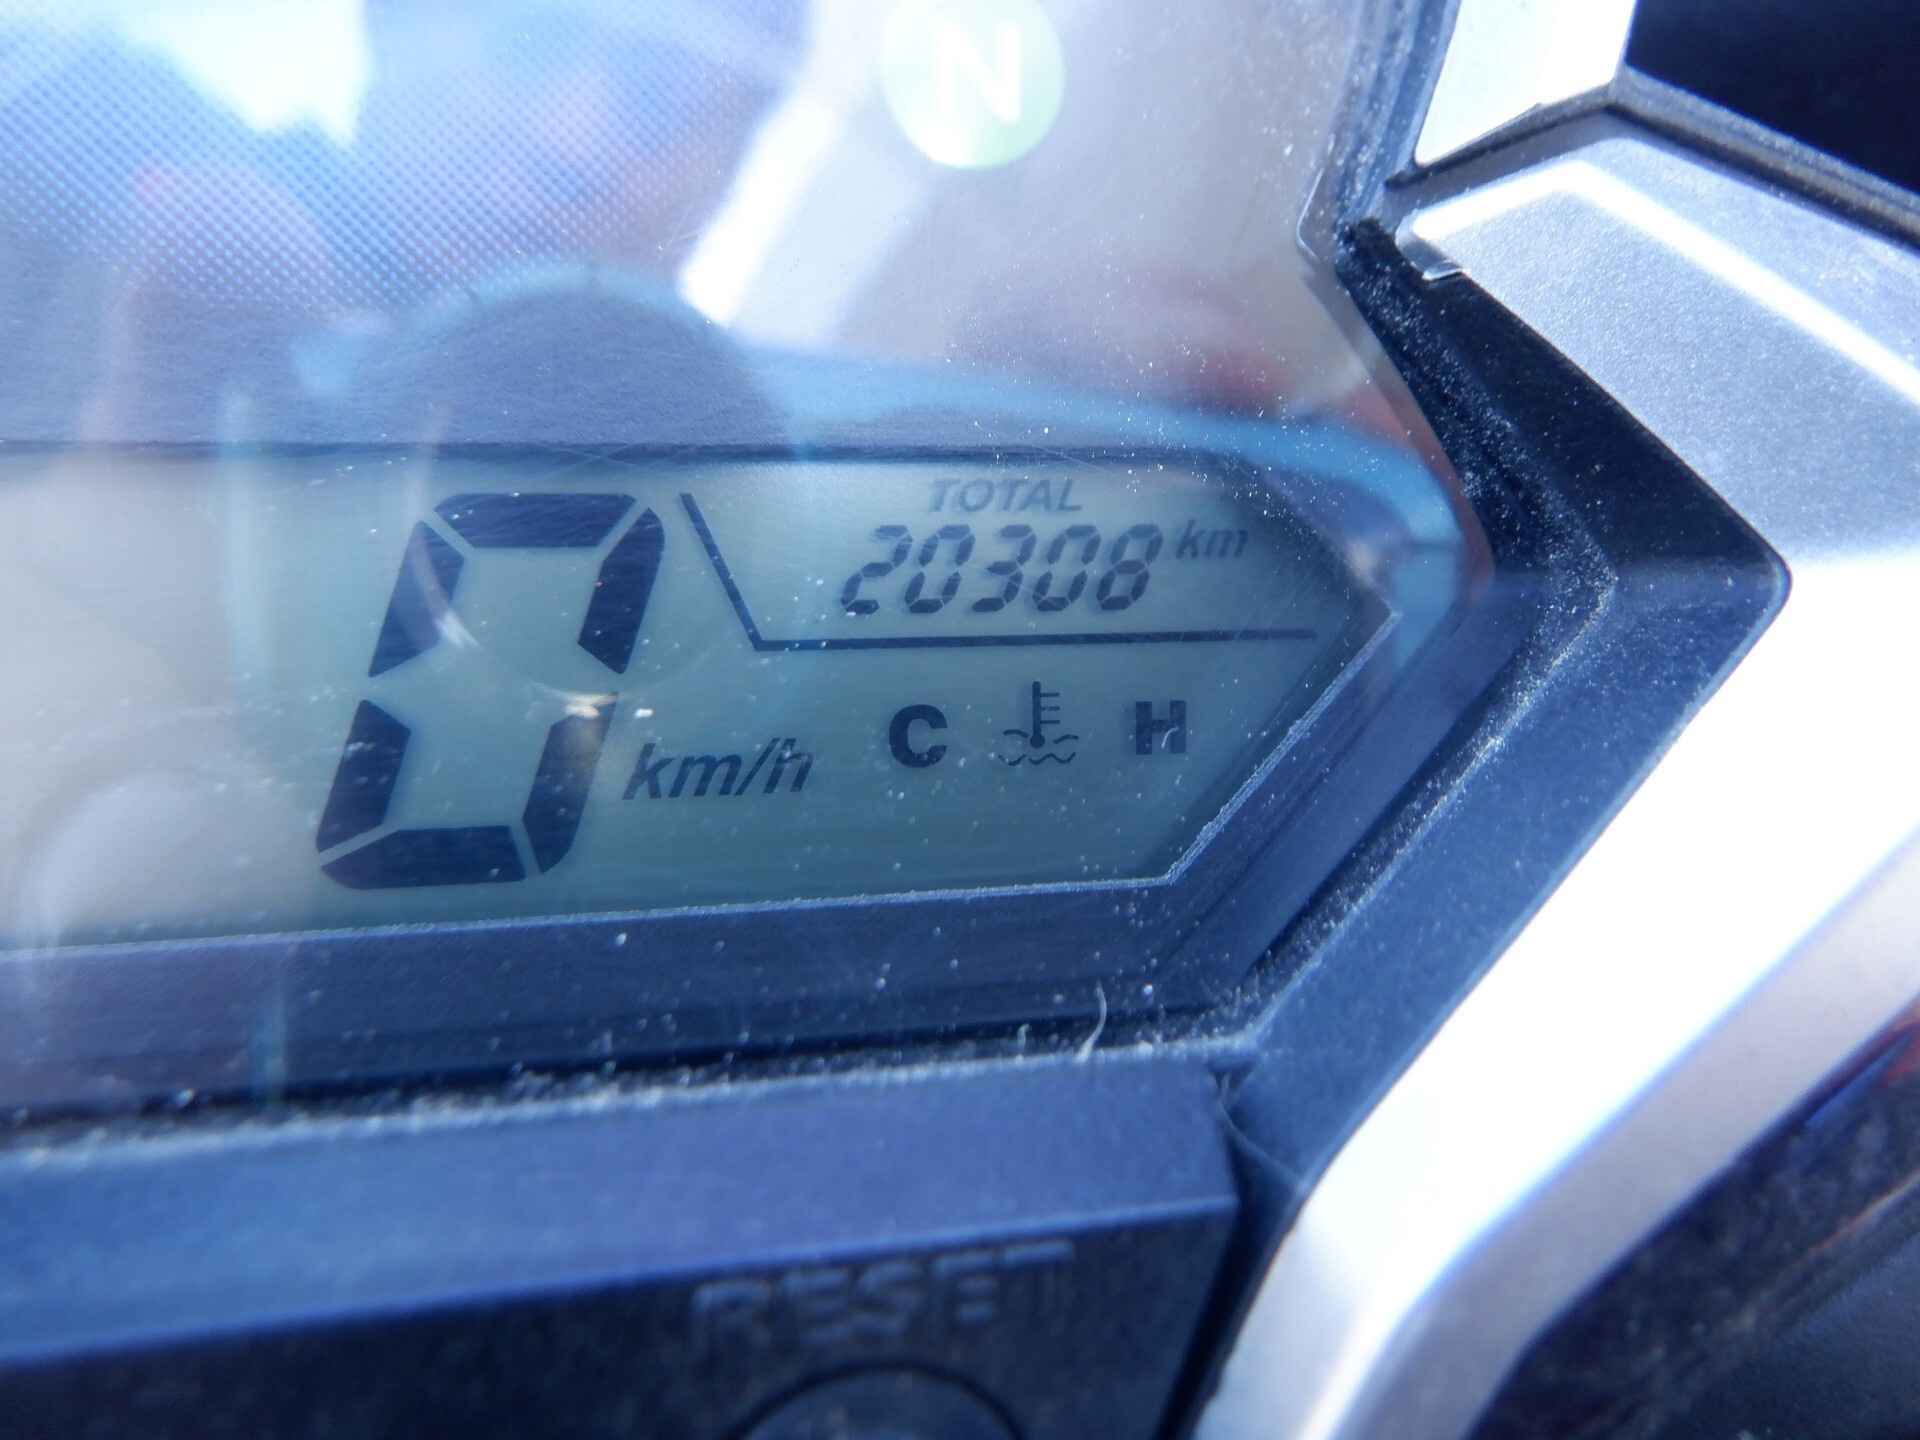 N
TOTAL
20308 km
0 km/h
C H
RESET